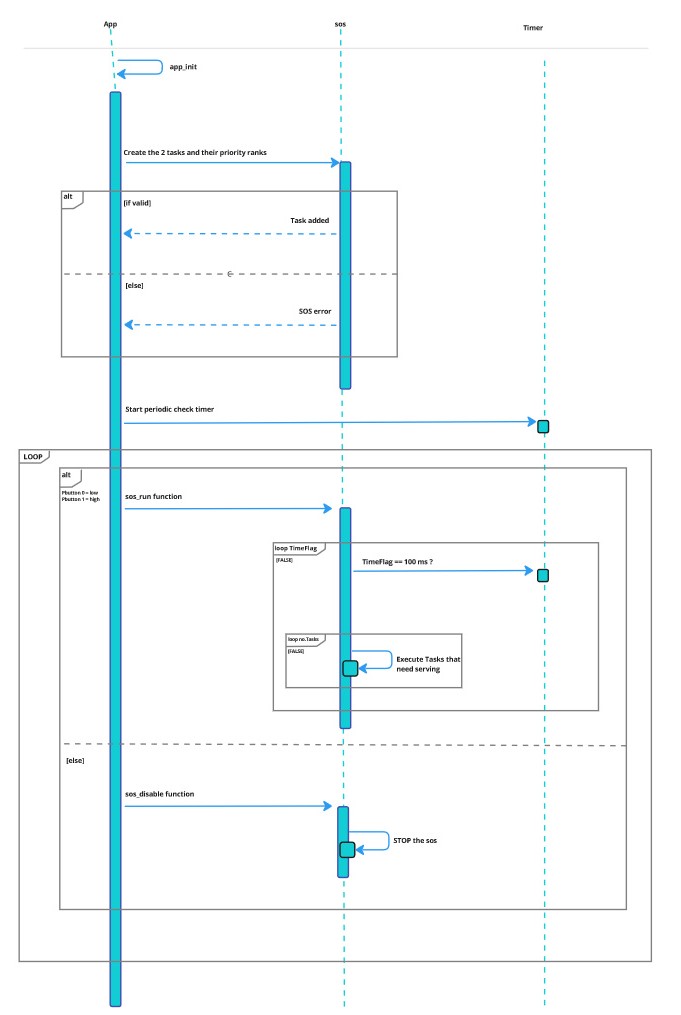 App
sos
Timer
app_init
Create the 2 tasks and their priority ranks
alt
[if valid]
Task added
C
[else]
SOS error
Start periodic check timer
LOOP
alt
Pbutton 0 = low
Pbutton 1 = high
sos_run function
loop TimeFlag
[FALSE]
TimeFlag == 100 ms ?
loop no.Tasks
[FALSE]
Execute Tasks that
need serving
[else]
sos_disable function
STOP the sos